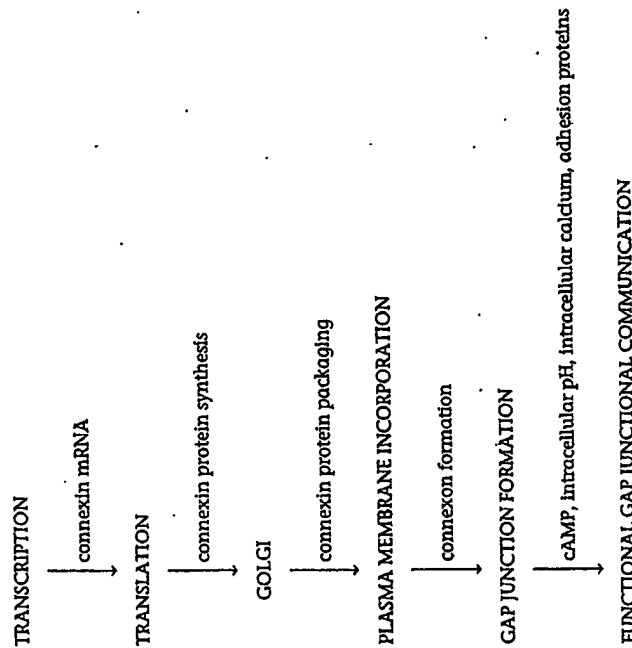 TRANSCRIPTION
connexin mRNA
TRANSLATION
connexin protein synthesis
GOLGI
connexin protein packaging
PLASMA MEMBRANE INCORPORATION
connexon formation
GAP JUNCTION FORMATION
cAMP, intracellular pH, intracellular calcium, adhesion proteins
FUNCTIONAL GAP JUNCTIONAL COMMUNICATION